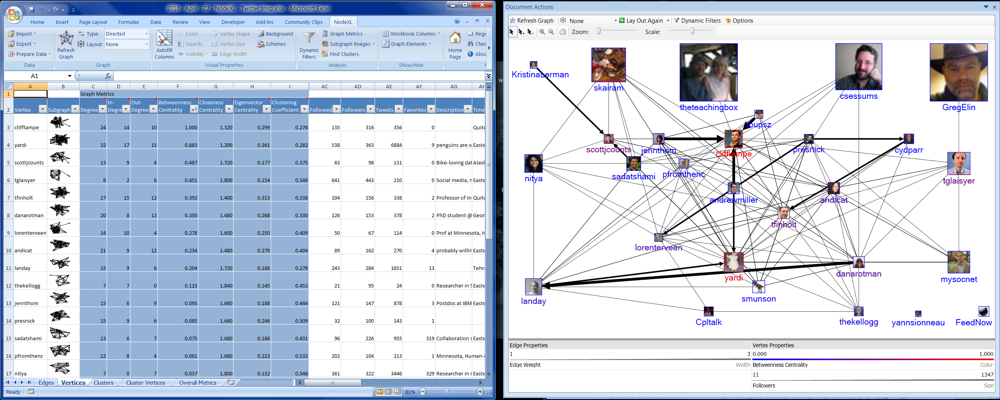 2010 - April - 22 - NodeXL - Twitter tmsp.xlsx - Microsoft Excel
Home Insert Page Layout Formulas Data Review View Developer Add-Ins Community Clips NodeXL
Import Type: Directed Color Vertex Shape Background Graph Metrics Workbook Columns Regis
Export Layout: None Opacity Vertex Size Schemes Subgraph Images Graph Elements Chec
Prepare Data Refresh Graph Autofill Columns Visibility Edge Width Dynamic Filters Find Clusters Home Page Abou
Data Graph Visual Properties Analysis Show/Hide
A1 fx
A B C D E F G H I AC AD AE AF AG AH
1 Graph Metrics
2 Vertex Subgraph Degree In-Degre Out-Degree Betweenness Centrality Closeness Centrality Eigenvector Centrality Clustering Coefficient Followed Followers Tweets Favorites Description Time
3 clifflampe 24 14 10 1.000 1.320 0.299 0.276 135 316 356 0 Quito
4 yardi 32 17 15 0.883 1.200 0.361 0.282 538 363 6884 9 penguins are so Easte
5 scottjcounts 13 9 4 0.487 1.720 0.177 0.375 63 98 131 0 Bike-loving dat Alask
6 tglaisyer 8 2 6 0.451 1.800 0.154 0.548 641 443 210 0 Social media, n Easte
7 tfinholt 27 15 12 0.392 1.400 0.313 0.338 104 156 338 2 Professor of In Quito
8 danarotman 20 8 12 0.350 1.480 0.268 0.330 126 153 378 2 PhD student @ Geor
9 lorenterveen 14 10 4 0.278 1.600 0.250 0.409 50 67 114 0 Prof at Minnesota, H
10 andicat 21 9 12 0.234 1.480 0.270 0.404 89 162 270 4 probably willin Easte
11 landay 15 9 6 0.204 1.720 0.186 0.278 243 284 1651 13 Tehra
12 thekellogg 7 7 0 0.115 1.840 0.145 0.452 21 95 24 0 Researcher in S Easte
13 jennthom 15 6 9 0.095 1.680 0.188 0.444 121 147 878 3 Postdoc at IBM Easte
14 presnick 15 9 6 0.085 1.640 0.246 0.509 32 100 143 1
15 sadatshami 13 6 7 0.075 1.680 0.186 0.431 96 226 955 319 Collaboration s Easte
16 pfromthenc 12 8 4 0.061 1.680 0.223 0.533 202 104 213 1 Minnesota, Human-C
17 nitya 7 0 7 0.037 1.800 0.152 0.548 361 322 3446 329 Researcher in r Easte
Edges Vertices Clusters Cluster Vertices Overall Metrics
Ready 81%
Document Actions
Refresh Graph None Lay Out Again Dynamic Filters Options
Zoom: Scale:
KristinaLerman
skairam
theteachingbox
csessums
GregElin
toupsz
scottjcounts
jennthom
clifflampe
presnick
cydparr
nitya
sadatshami
pfromthenc
tglaisyer
andrewmiller
andicat
tfinholt
lorenterveen
yardi
danarotman
mysocnet
landay
smunson
Cpltalk
thekellogg
yannsionneau
FeedNow
Edge Properties
1 3
Edge Weight Width
Vertex Properties
0.000 1.000
Betweenness Centrality Color
11 1347
Followers Size